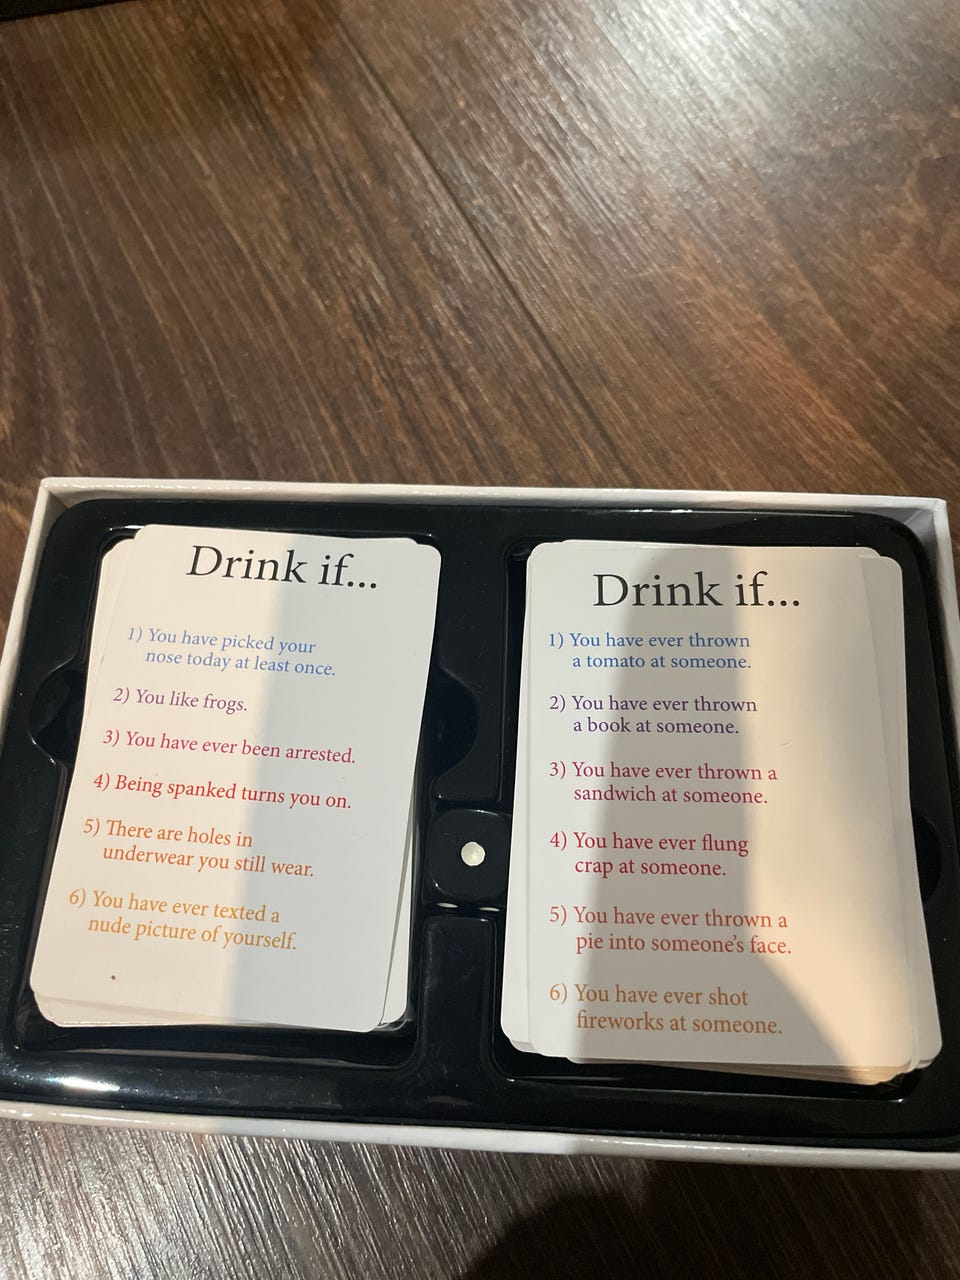 Drink if...
1) You have picked your
nose today at least once.
2) You like frogs.
3) You have ever been arrested.
4) Being spanked turns you on.
5) There are holes in
underwear you still wear.
6) You have ever texted a
nude picture of yourself.
Drink if...
1) You have ever thrown
a tomato at someone.
2) You have ever thrown
a book at someone.
3) You have ever thrown a
sandwich at someone.
4) You have ever flung
crap at someone.
5) You have ever thrown a
pie into someone's face.
6) You have ever shot
fireworks at someone.